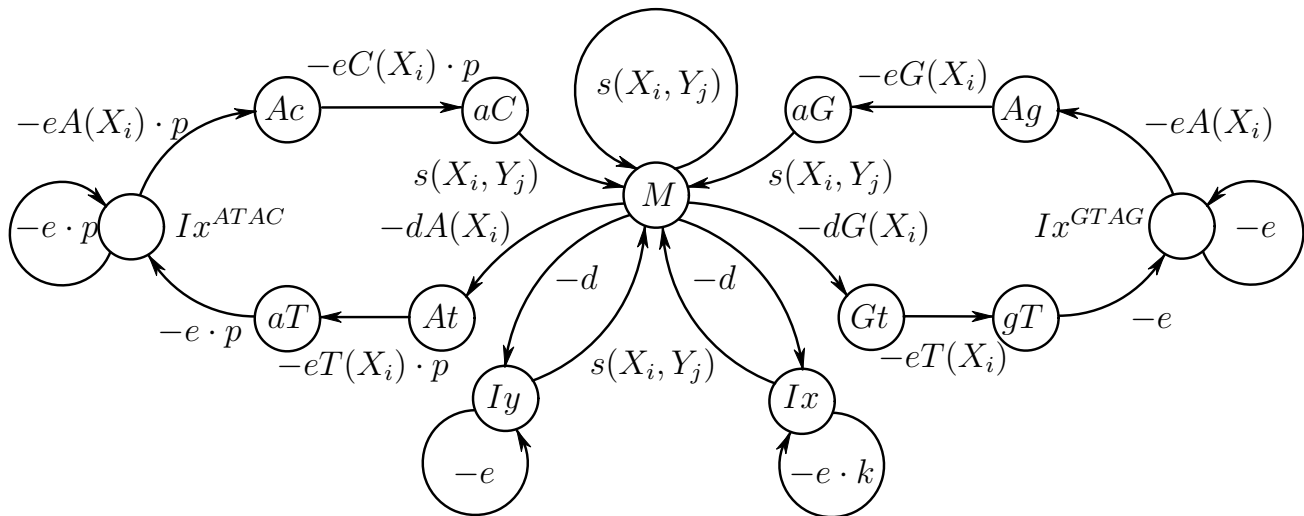 −eC(X_i) · p
s(X_i, Y_j)
−eG(X_i)
Ac
aC
aG
Ag
−eA(X_i) · p
−eA(X_i)
s(X_i, Y_j)
s(X_i, Y_j)
M
−e · p
Ix^{ATAC}
−dA(X_i)
−dG(X_i)
Ix^{GTAG}
−e
−d
−d
aT
At
Gt
gT
−e · p
−e
−eT(X_i) · p
s(X_i, Y_j)
−eT(X_i)
Iy
Ix
−e
−e · k